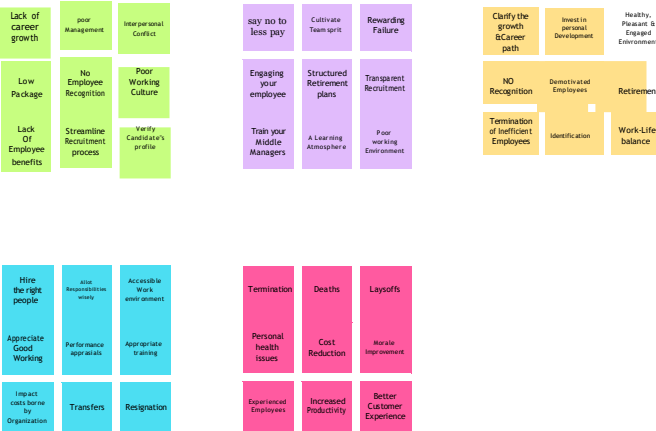 Lack of
career
growth
poor
Management
Interpersonal
Conflict
Low
Package
No
Employee
Recognition
Poor
Working
Culture
Lack
Of
Employee
benefits
Streamline
Recruitment
process
Verify
Candidate's
profile
say no to
less pay
Cultivate
Team sprit
Rewarding
Failure
Engaging
your
employee
Structured
Retirement
plans
Transparent
Recruitment
Train your
Middle
Managers
A Learning
Atmosphere
Poor
working
Environment
Clarify the
growth
&Career
path
Invest in
personal
Development
Healthy,
Pleasant &
Engaged
Enivronment
NO
Recognition
Demotivated
Employees
Retiremen
Termination
of Inefficient
Employees
Identification
Work-Life
balance
Hire
the right
people
Allot
Responsibilities
wisely
Accessible
Work
environment
Appreciate
Good
Working
Performance
apprasials
Appropriate
training
Impact
costs borne
by
Organization
Transfers
Resignation
Termination
Deaths
Laysoffs
Personal
health
issues
Cost
Reduction
Morale
Improvement
Experienced
Employees
Increased
Productivity
Better
Customer
Experience